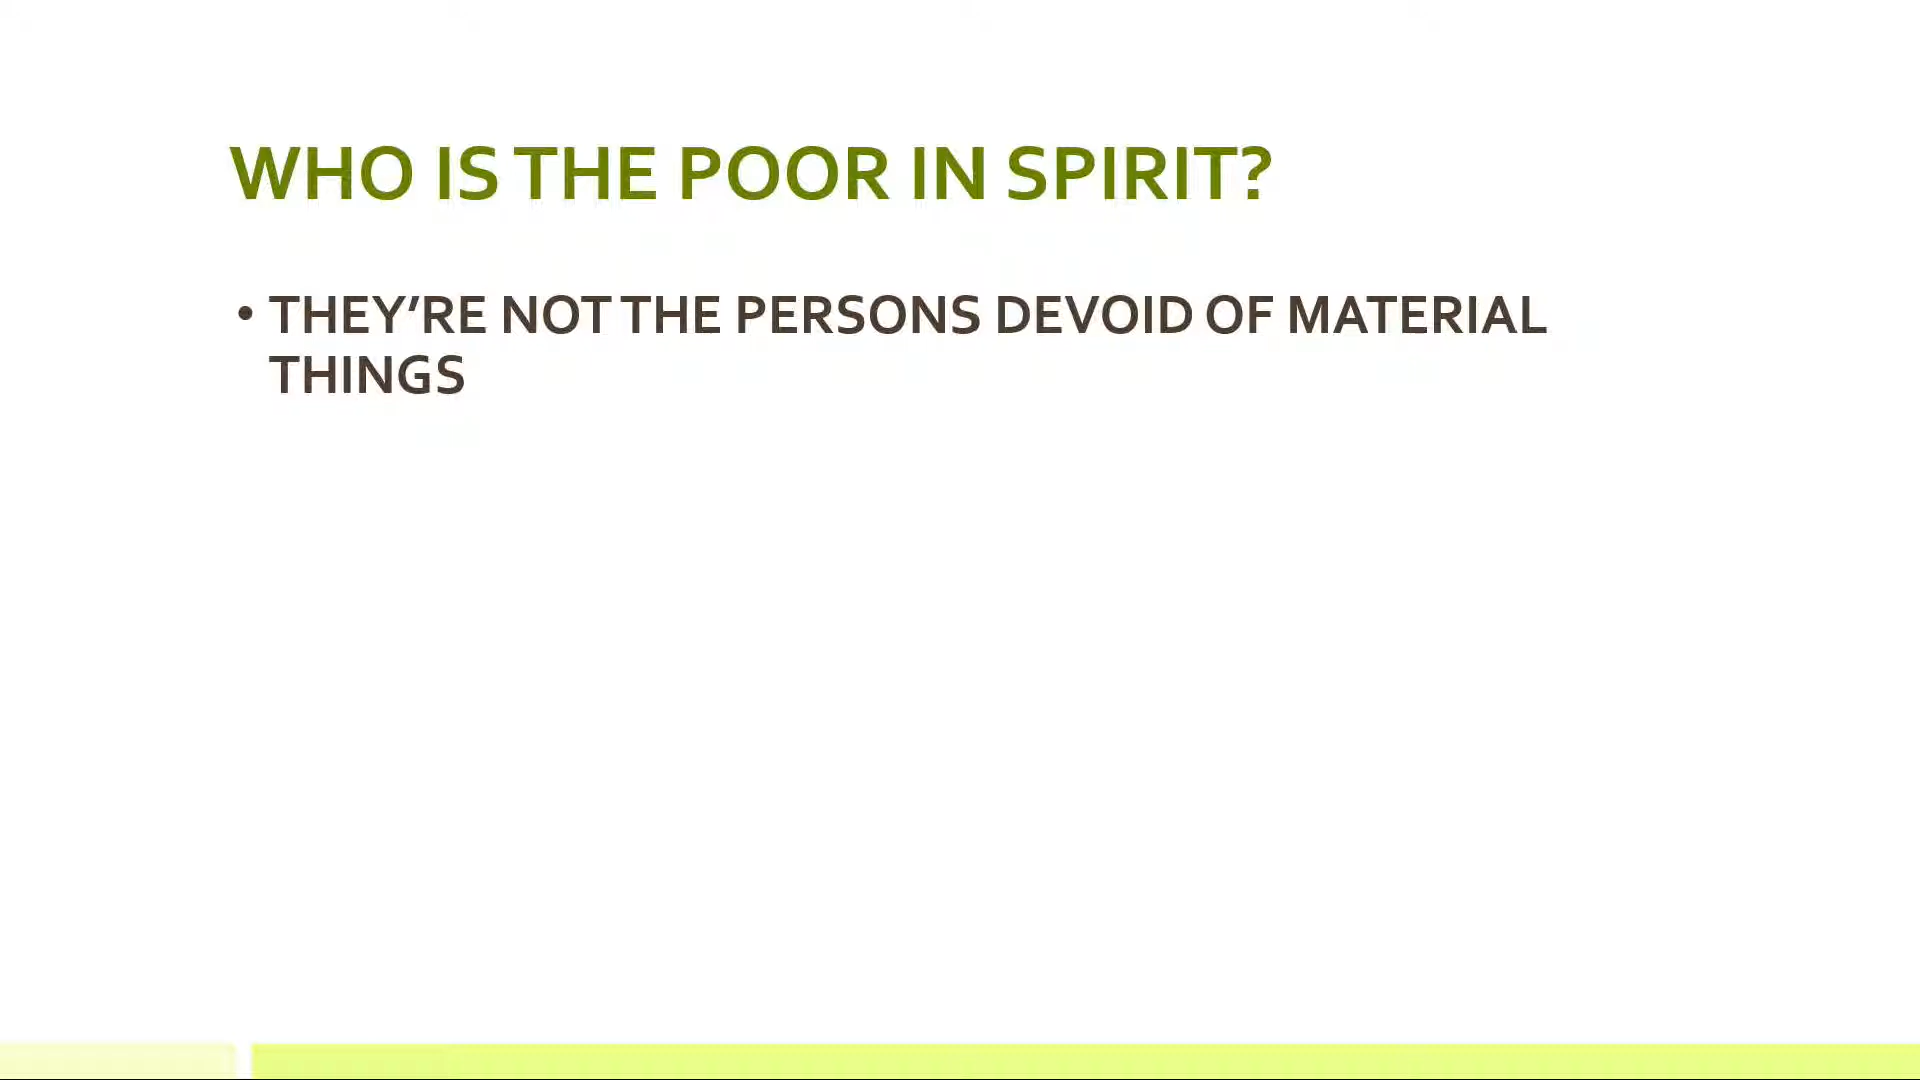 WHO IS THE POOR IN SPIRIT?
• THEY’RE NOT THE PERSONS DEVOID OF MATERIAL
THINGS